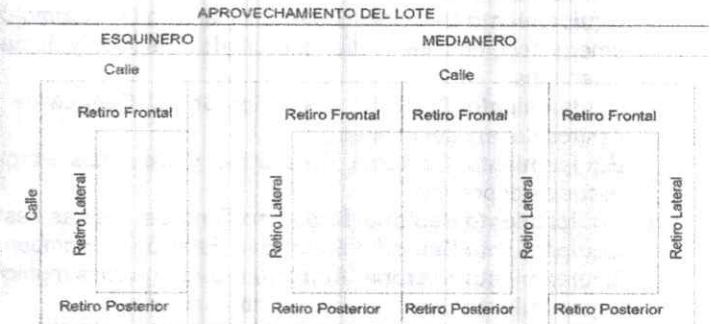 APROVECHAMIENTO DEL LOTE
ESQUINERO MEDIANERO
Calle Calle
Retiro Frontal Retiro Frontal Retiro Frontal Retiro Frontal
Calle Retiro Lateral Retiro Lateral Retiro Lateral Retiro Lateral
Retiro Posterior Retiro Posterior Retiro Posterior Retiro Posterior